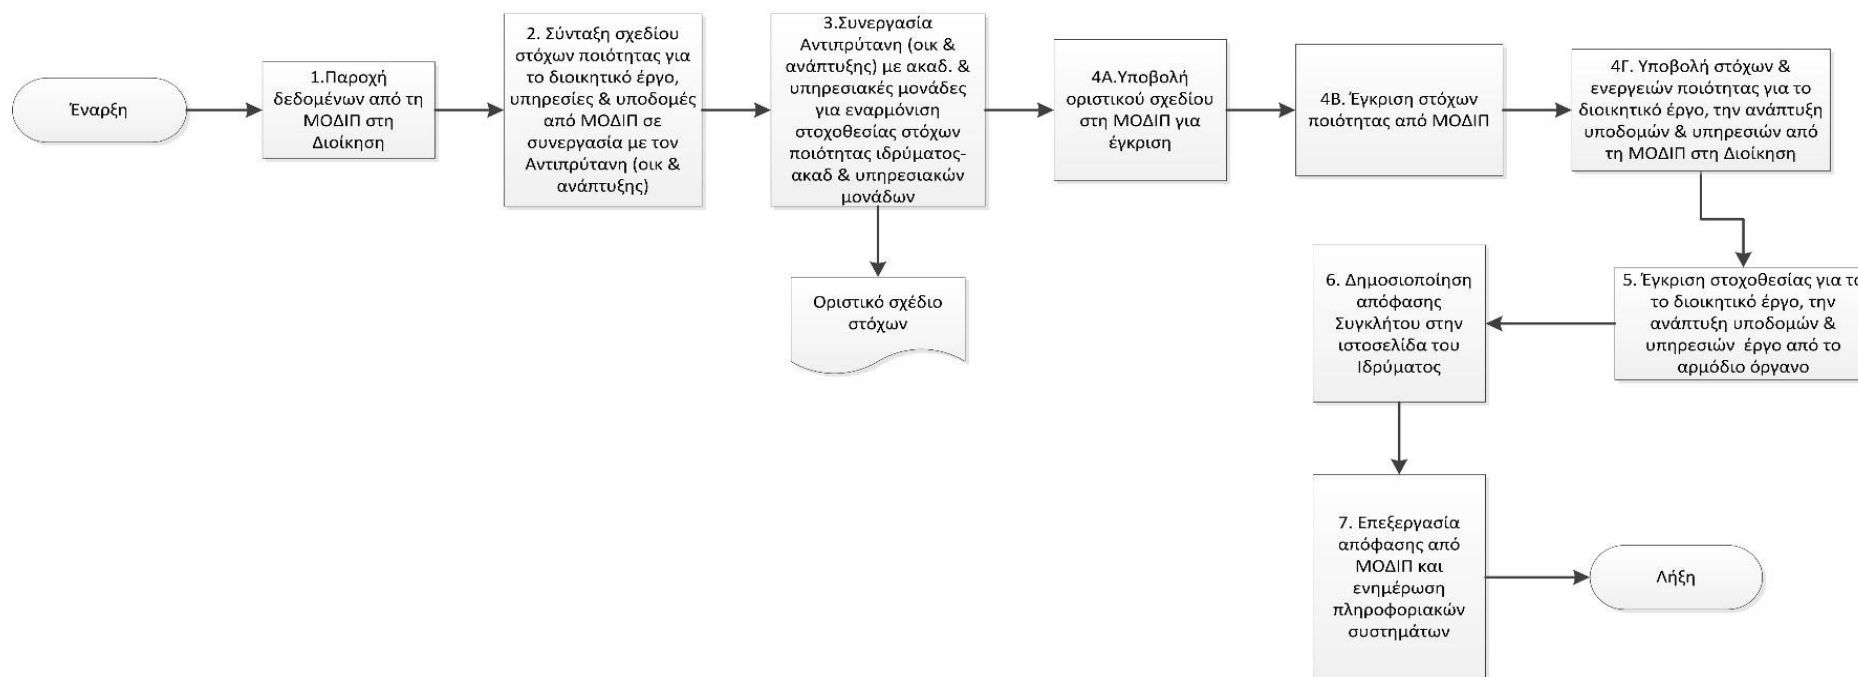 Έναρξη
1.Παροχή
δεδομένων από τη
ΜΟΔΙΠ στη
Διοίκηση
2. Σύνταξη σχεδίου
στόχων ποιότητας για
το διοικητικό έργο,
υπηρεσίες & υποδομές
από ΜΟΔΙΠ σε
συνεργασία με τον
Αντιπρύτανη (οικ &
ανάπτυξης)
3.Συνεργασία
Αντιπρύτανη (οικ &
ανάπτυξης) με ακαδ. &
υπηρεσιακές μονάδες
για εναρμόνιση
στοχοθεσίας στόχων
ποιότητας ιδρύματος-
ακαδ & υπηρεσιακών
μονάδων
4Α.Υποβολή
οριστικού σχεδίου
στη ΜΟΔΙΠ για
έγκριση
4Β. Έγκριση στόχων
ποιότητας από ΜΟΔΙΠ
4Γ. Υποβολή στόχων &
ενεργειών ποιότητας για το
διοικητικό έργο, την ανάπτυξη
υποδομών & υπηρεσιών από
τη ΜΟΔΙΠ στη Διοίκηση
Οριστικό σχέδιο
στόχων
5. Έγκριση στοχοθεσίας για το
το διοικητικό έργο, την
ανάπτυξη υποδομών &
υπηρεσιών έργο από το
αρμόδιο όργανο
6. Δημοσιοποίηση
απόφασης
Συγκλήτου στην
ιστοσελίδα του
Ιδρύματος
7. Επεξεργασία
απόφασης από
ΜΟΔΙΠ και
ενημέρωση
πληροφοριακών
συστημάτων
Λήξη